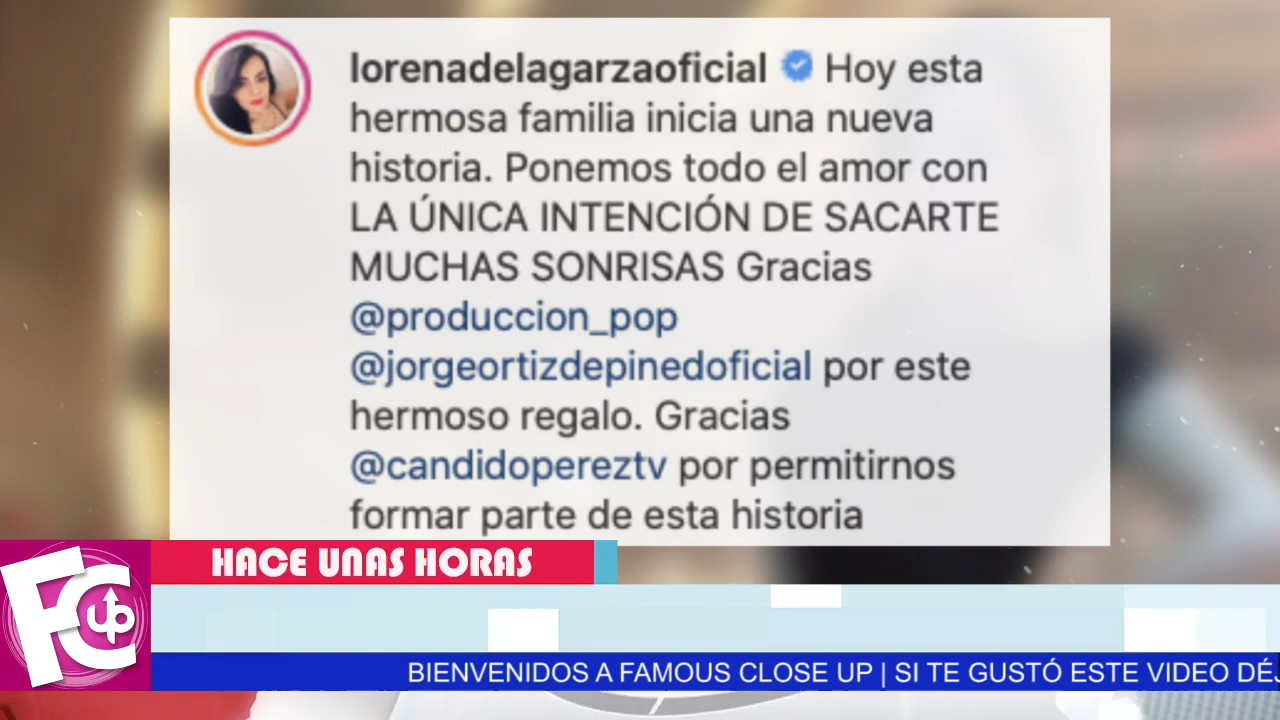 lorenadelagarzaoficial Hoy esta
hermosa familia inicia una nueva
historia. Ponemos todo el amor con
LA ÚNICA INTENCIÓN DE SACARTE
MUCHAS SONRISAS Gracias
@produccion_pop
@jorgeortizdepinedoficial por este
hermoso regalo. Gracias
@candidopereztv por permitirnos
formar parte de esta historia
HACE UNAS HORAS
FC up
BIENVENIDOS A FAMOUS CLOSE UP | SI TE GUSTÓ ESTE VIDEO DÉJ